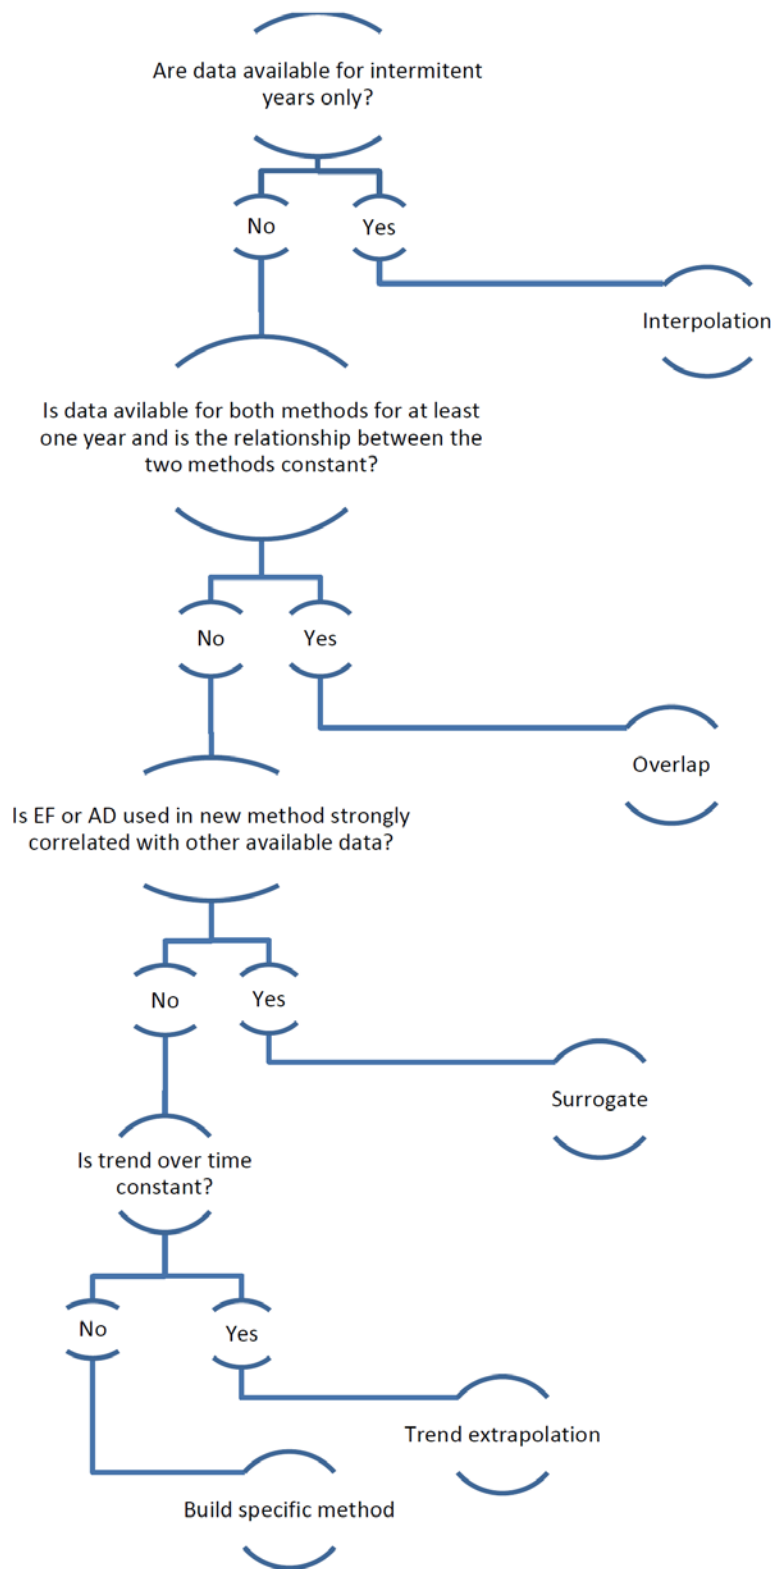 Are data available for intermitent
years only?
No
Yes
Interpolation
Is data avilable for both methods for at least
one year and is the relationship between the
two methods constant?
No
Yes
Overlap
Is EF or AD used in new method strongly
correlated with other available data?
No
Yes
Surrogate
Is trend over time
constant?
No
Yes
Trend extrapolation
Build specific method